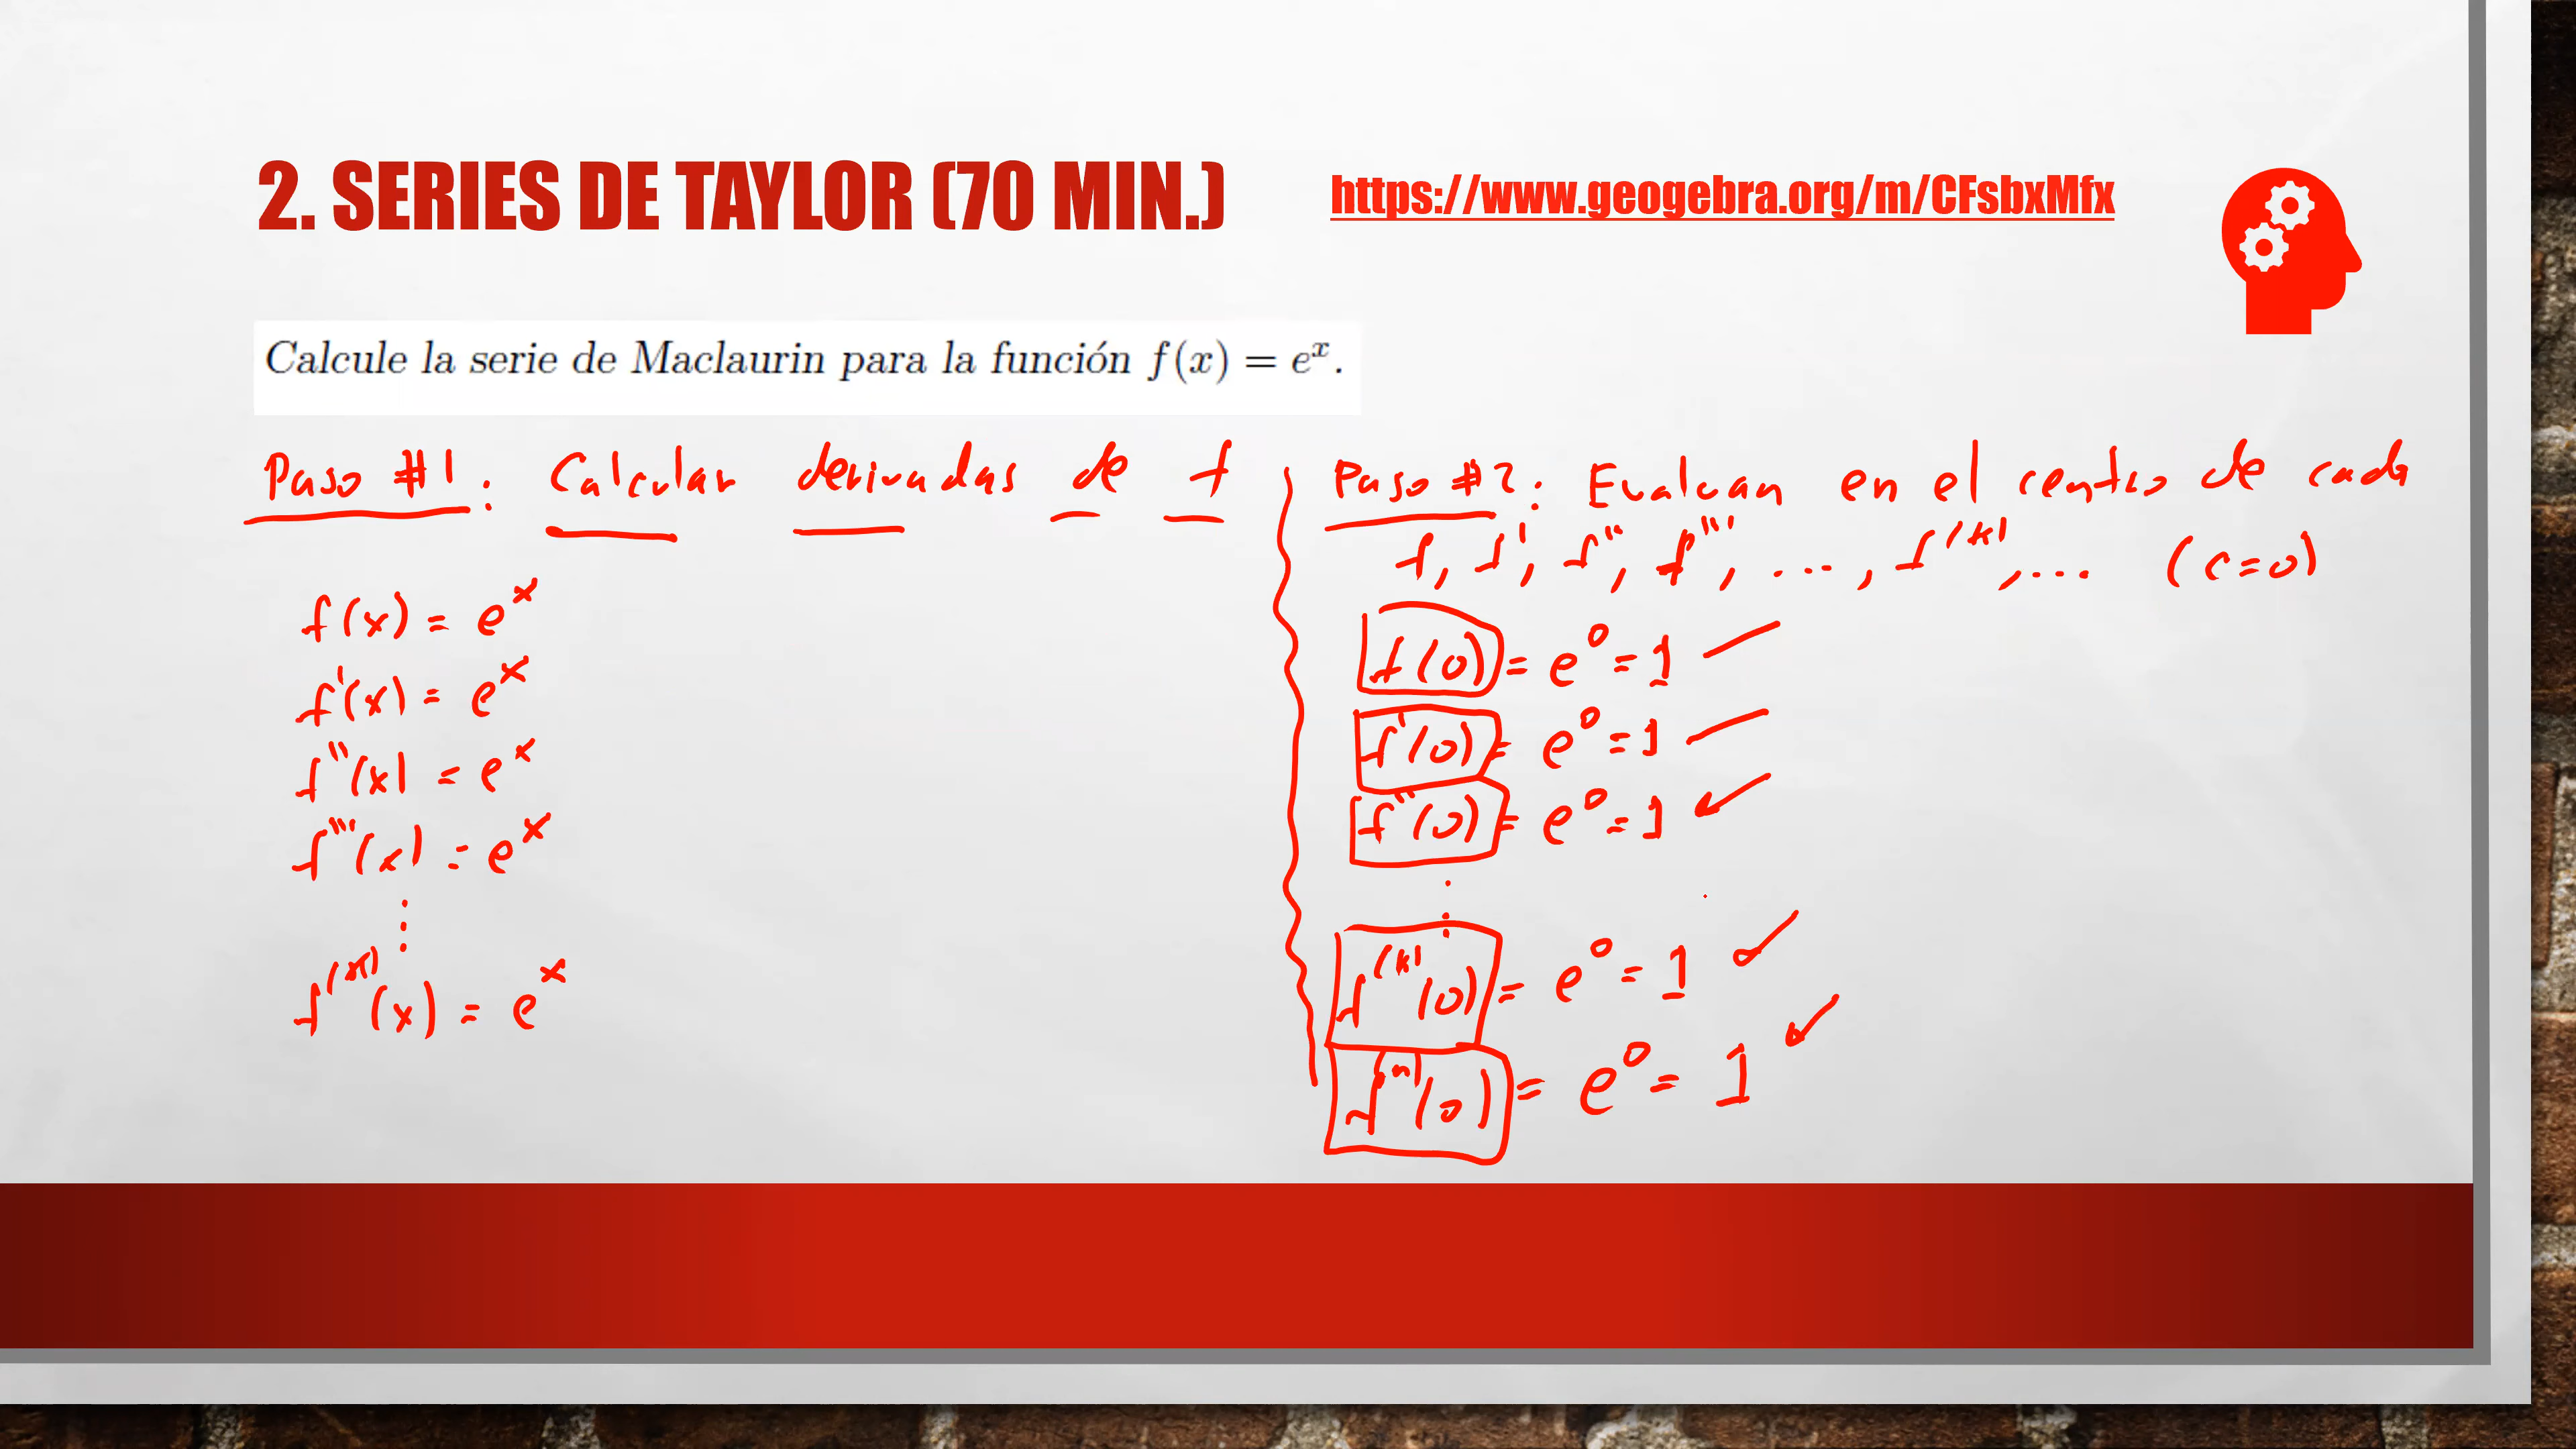 2. SERIES DE TAYLOR (70 MIN.)
https://www.geogebra.org/m/CFsbxMfx
Calcule la serie de Maclaurin para la función f(x) = e^x.
Paso #1: Calcular derivadas de f
f(x) = e^x
f'(x) = e^x
f''(x) = e^x
f'''(x) = e^x
⋮
f^(k)(x) = e^x
Paso #2: Evaluan en el centro de cada
f, f', f'', f''', ..., f^(k), ... (c=0)
f(0) = e^0 = 1
f'(0) = e^0 = 1
f''(0) = e^0 = 1 ✓
⋮
f^(k)(0) = e^0 = 1 ✓
f^(n)(0) = e^0 = 1 ✓